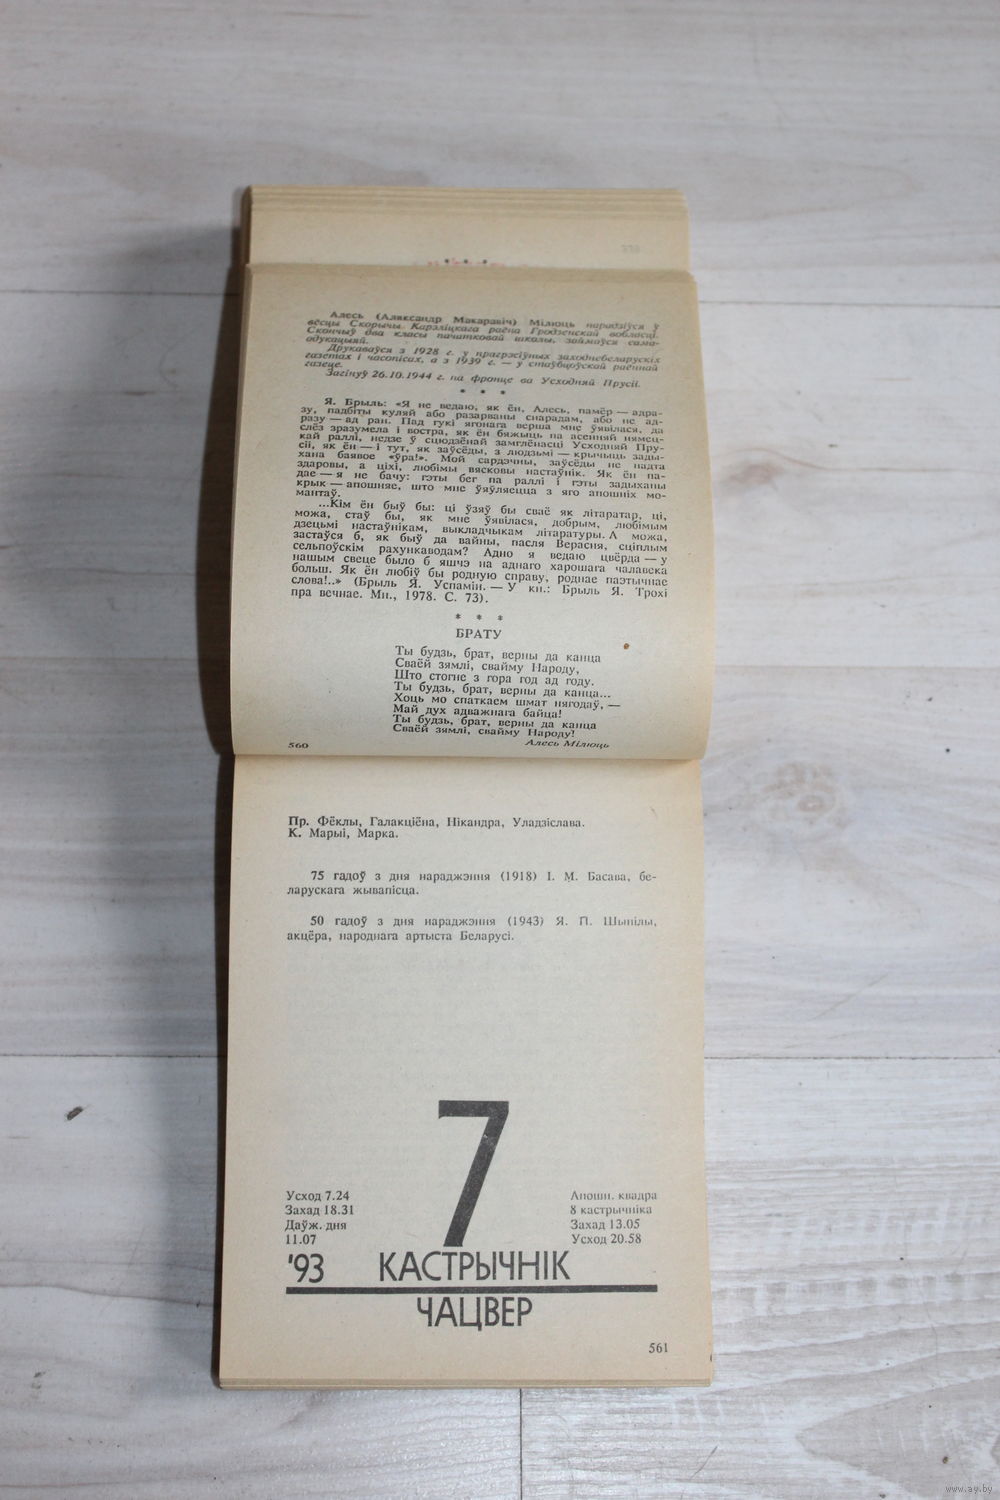 Алесь (Аляксандр Макаравіч) Мілюць нарадзіўся ў
вёсцы Скорычы Карэліцкага раёна Гродзенскай вобласці.
Скончыў два класы пачатковай школы, займаўся сама-
адукацыяй.
Друкаваўся з 1928 г. у прагрэсіўных заходнебеларускіх
газетах і часопісах, а з 1939 г. — у стаўбцоўскай раённай
газеце.
Загінуў 26.10.1944 г. на фронце ва Усходняй Прусіі.
* * *
Я. Брыль: «Я не ведаю, як ён, Алесь, памёр — адра-
зу, падбіты куляй або разарваны снарадам, або не ад-
разу — ад ран. Пад гукі ягонага верша мне ўявілася, да
слёз зразумела і востра, як ён бяжыць па асенняй нямец-
кай раллі, недзе ў сцюдзёнай замглёнасці Усходняй Пру-
сіі, як ён — і тут, як заўсёды, з людзьмі — крычыць зады-
хана баявое «ўра!». Мой сардэчны, заўсёды не надта
здаровы, а ціхі, любімы вясковы настаўнік. Як ён па-
дае — я не бачу: гэты бег па раллі і гэты задыханы
крык — апошняе, што мне ўяўляецца з яго апошніх мо-
мантаў.
...Кім ён быў бы: ці ўзяў бы сваё як літаратар, ці,
можа, стаў бы, як мне ўявілася, добрым, любімым
дзецьмі настаўнікам, выкладчыкам літаратуры. А можа,
застаўся б, як быў да вайны, пасля Верасня, сціплым
сельпоўскім рахункаводам? Адно я ведаю цвёрда — у
нашым свеце было б яшчэ на аднаго харошага чалавека
больш. Як ён любіў бы родную справу, роднае паэтычнае
слова!..» (Брыль Я. Успамін. — У кн.: Брыль Я. Трохі
пра вечнае. Мн., 1978. С. 73).
* * *
БРАТУ
Ты будзь, брат, верны да канца
Сваёй зямлі, свайму Народу,
Што стогне з гора год ад году.
Ты будзь, брат, верны да канца...
Хоць мо спаткаем шмат нягодаў, —
Май дух адважнага байца!
Ты будзь, брат, верны да канца
Сваёй зямлі, свайму Народу!
Алесь Мілюць
560
Пр. Фёклы, Галакціёна, Нікандра, Уладзіслава.
К. Марыі, Марка.
75 гадоў з дня нараджэння (1918) І. М. Басава, бе-
ларускага жывапісца.
50 гадоў з дня нараджэння (1943) Я. П. Шыпілы,
акцёра, народнага артыста Беларусі.
7
Усход 7.24
Захад 18.31
Даўж. дня
11.07
Апошн. квадра
8 кастрычніка
Захад 13.05
Усход 20.58
'93 КАСТРЫЧНІК
ЧАЦВЕР
561
www.ay.by